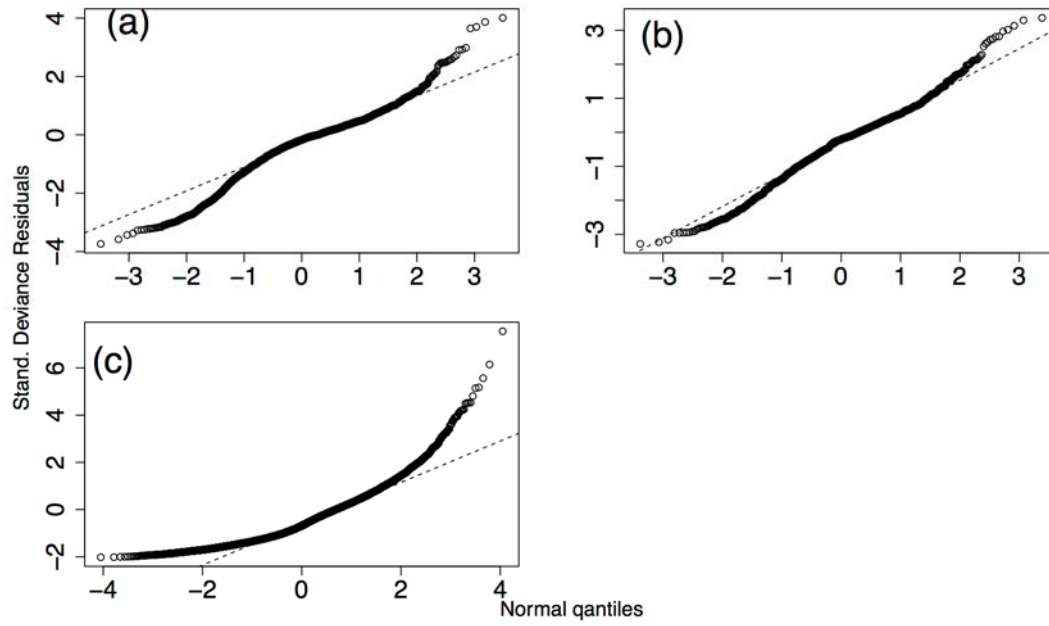 (a)
4
2
0
−2
−4
−3 −2 −1 0 1 2 3
(b)
3
1
−1
−3
−3 −2 −1 0 1 2 3
Stand. Deviance Residuals
(c)
6
4
2
0
−2
−4 −2 0 2 4
Normal qantiles